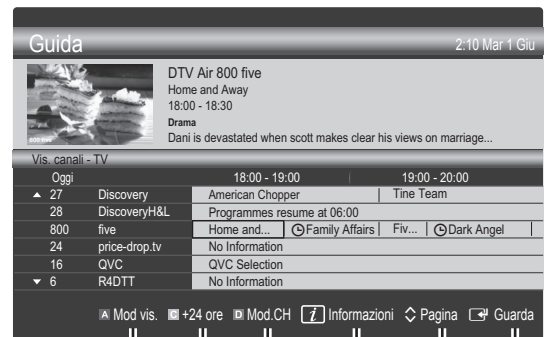 Guida 2:10 Mar 1 Giu
DTV Air 800 five
Home and Away
18:00 - 18:30
Drama
Dani is devastated when scott makes clear his views on marriage...
800 five
Vis. canali - TV
Oggi 18:00 - 19:00 19:00 - 20:00
▲ 27 Discovery American Chopper Tine Team
28 DiscoveryH&L Programmes resume at 06:00
800 five Home and... Family Affairs Fiv... Dark Angel
24 price-drop.tv No Information
16 QVC QVC Selection
▼ 6 R4DTT No Information
A Mod vis. C +24 ore D Mod.CH i Informazioni Pagina Guarda